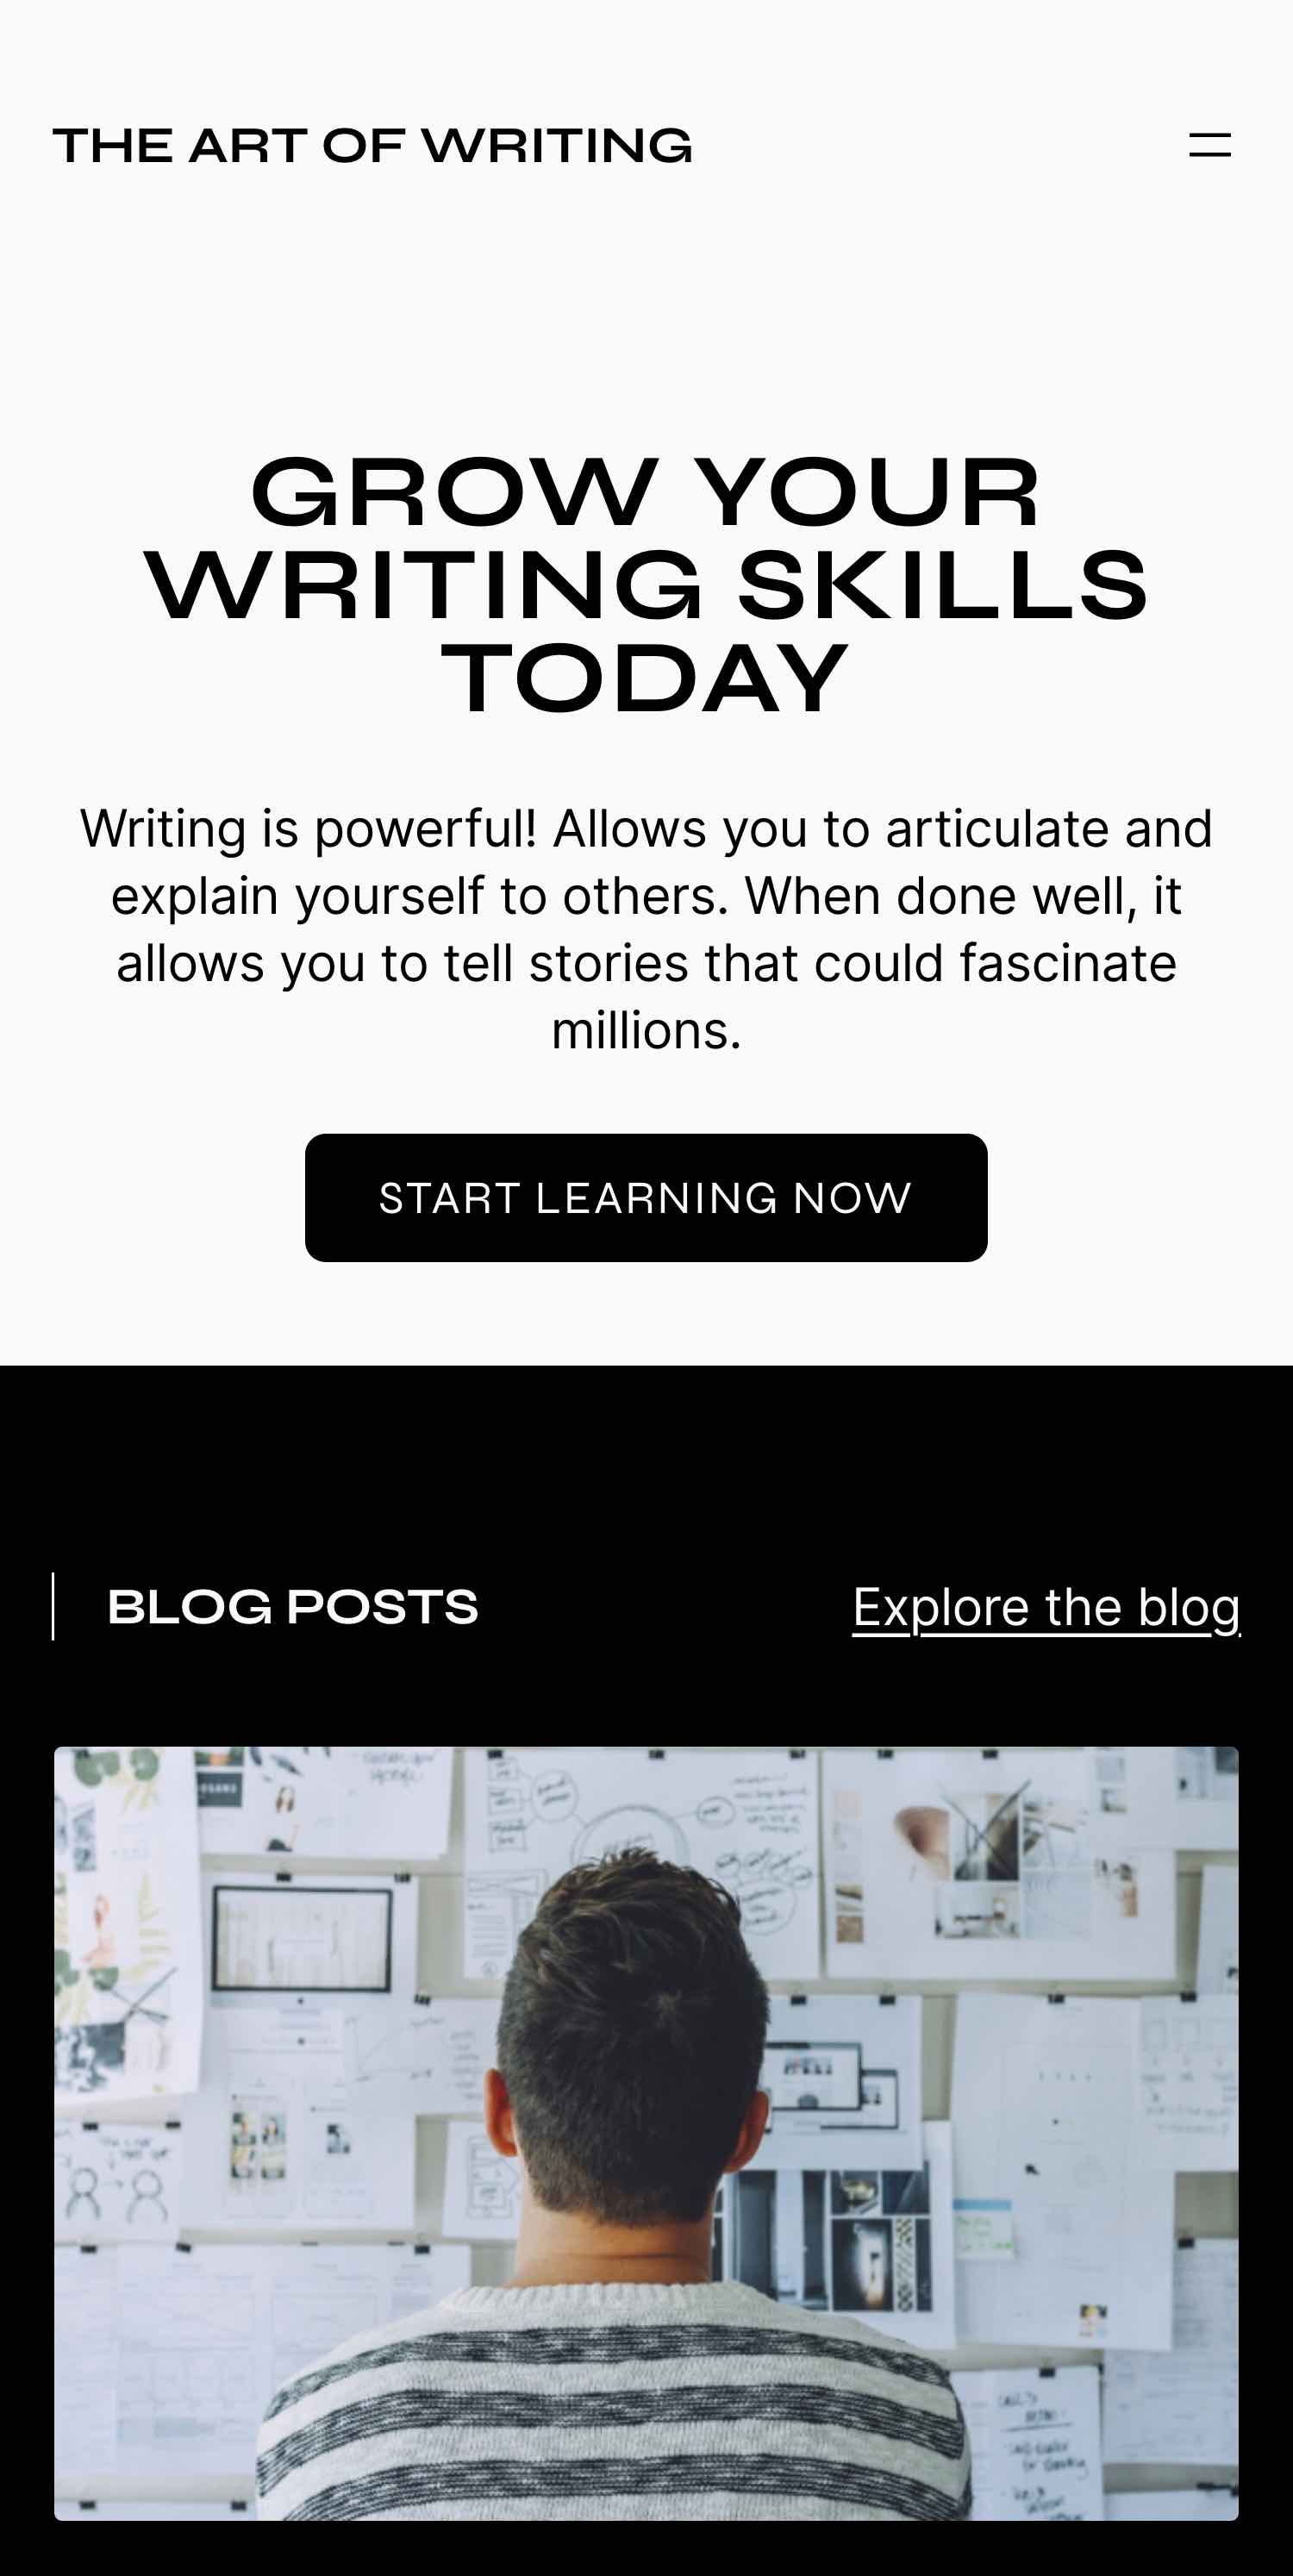 THE ART OF WRITING
GROW YOUR
WRITING SKILLS
TODAY
Writing is powerful! Allows you to articulate and
explain yourself to others. When done well, it
allows you to tell stories that could fascinate
millions.
START LEARNING NOW
BLOG POSTS
Explore the blog